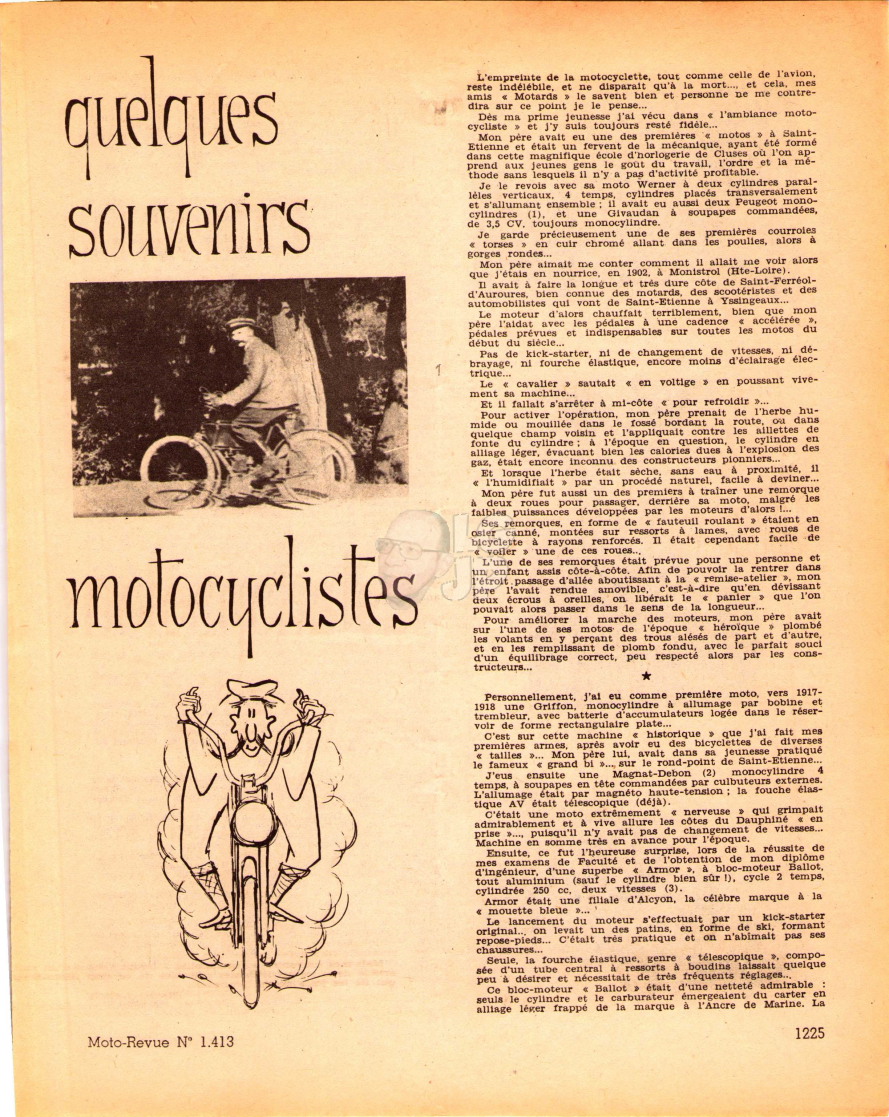 quelques
souvenirs
motocyclistes
L'empreinte de la motocyclette, tout comme celle de l'avion,
reste indélébile, et ne disparait qu'à la mort..., et cela, mes
amis « Motards » le savent bien et personne ne me contre-
dira sur ce point je le pense...
Dès ma prime jeunesse j'ai vécu dans « l'ambiance moto-
cycliste » et j'y suis toujours resté fidèle...
Mon père avait eu une des premières « motos » à Saint-
Etienne et était un fervent de la mécanique, ayant été formé
dans cette magnifique école d'horlogerie de Cluses où l'on ap-
prend aux jeunes gens le goût du travail, l'ordre et la mé-
thode sans lesquels il n'y a pas d'activité profitable.
Je le revois avec sa moto Werner à deux cylindres paral-
lèles verticaux, 4 temps, cylindres placés transversalement
et s'allumant ensemble ; il avait eu aussi deux Peugeot mono-
cylindres (1), et une Givaudan à soupapes commandées,
de 3,5 CV, toujours monocylindre.
Je garde précieusement une de ses premières courroies
« torses » en cuir chromé allant dans les poulies, alors à
gorges rondes...
Mon père aimait me conter comment il allait me voir alors
que j'étais en nourrice, en 1902, à Monistrol (Hte-Loire).
Il avait à faire la longue et très dure côte de Saint-Ferréol-
d'Auroures, bien connue des motards, des scootéristes et des
automobilistes qui vont de Saint-Etienne à Yssingeaux...
Le moteur d'alors chauffait terriblement, bien que mon
père l'aidat avec les pédales à une cadence « accélérée »,
pédales prévues et indispensables sur toutes les motos du
début du siécle...
Pas de kick-starter, ni de changement de vitesses, ni dé-
brayage, ni fourche élastique, encore moins d'éclairage élec-
trique...
Le « cavalier » sautait « en voltige » en poussant vive-
ment sa machine...
Et il fallait s'arrêter à mi-côte « pour refroidir »...
Pour activer l'opération, mon père prenait de l'herbe hu-
mide ou mouillée dans le fossé bordant la route, ou dans
quelque champ voisin et l'appliquait contre les aillettes de
fonte du cylindre ; à l'époque en question, le cylindre en
alliage léger, évacuant bien les calories dues à l'explosion des
gaz, était encore inconnu des constructeurs pionniers...
Et lorsque l'herbe était sèche, sans eau à proximité, il
« l'humidifiait » par un procédé naturel, facile à deviner...
Mon père fut aussi un des premiers à traîner une remorque
à deux roues pour passager, derrière sa moto, malgré les
faibles puissances développées par les moteurs d'alors !...
Ses remorques, en forme de « fauteuil roulant » étaient en
osier canné, montées sur ressorts à lames, avec roues de
bicyclette à rayons renforcés. Il était cependant facile de
« voiler » une de ces roues...
L'une de ses remorques était prévue pour une personne et
un enfant assis côte-à-côte. Afin de pouvoir la rentrer dans
l'étroit passage d'allée aboutissant à la « remise-atelier », mon
père l'avait rendue amovible, c'est-à-dire qu'en dévissant
deux écrous à oreilles, on libérait le « panier » que l'on
pouvait alors passer dans le sens de la longueur...
Pour améliorer la marche des moteurs, mon père avait
sur l'une de ses motos de l'époque « héroïque » plombé
les volants en y perçant des trous alésés de part et d'autre,
et en les remplissant de plomb fondu, avec le parfait souci
d'un équilibrage correct, peu respecté alors par les cons-
tructeurs...
★
Personnellement, j'ai eu comme première moto, vers 1917-
1918 une Griffon, monocylindre à allumage par bobine et
trembleur, avec batterie d'accumulateurs logée dans le réser-
voir de forme rectangulaire plate...
C'est sur cette machine « historique » que j'ai fait mes
premières armes, après avoir eu des bicyclettes de diverses
« tailles »... Mon père lui, avait dans sa jeunesse pratiqué
le fameux « grand bi »..., sur le rond-point de Saint-Etienne...
J'eus ensuite une Magnat-Debon (2) monocylindre 4
temps, à soupapes en tête commandées par culbuteurs externes.
L'allumage était par magnéto haute-tension ; la fouche élas-
tique AV était télescopique (déjà).
C'était une moto extrêmement « nerveuse » qui grimpait
admirablement et à vive allure les côtes du Dauphiné « en
prise »..., puisqu'il n'y avait pas de changement de vitesses...
Machine en somme très en avance pour l'époque.
Ensuite, ce fut l'heureuse surprise, lors de la réussite de
mes examens de Faculté et de l'obtention de mon diplôme
d'ingénieur, d'une superbe « Armor », à bloc-moteur Ballot,
tout aluminium (sauf le cylindre bien sûr !), cycle 2 temps,
cylindrée 250 cc, deux vitesses (3).
Armor était une filiale d'Alcyon, la célèbre marque à la
« mouette bleue »...
Le lancement du moteur s'effectuait par un kick-starter
original... on levait un des patins, en forme de ski, formant
repose-pieds... C'était très pratique et on n'abimait pas ses
chaussures...
Seule, la fourche élastique, genre « télescopique », compo-
sée d'un tube central à ressorts à boudins laissait quelque
peu à désirer et nécessitait de très fréquents réglages...
Ce bloc-moteur « Ballot » était d'une netteté admirable :
seuls le cylindre et le carburateur émergeaient du carter en
alliage léger frappé de la marque à l'Ancre de Marine. La
Moto-Revue N° 1.413
1225